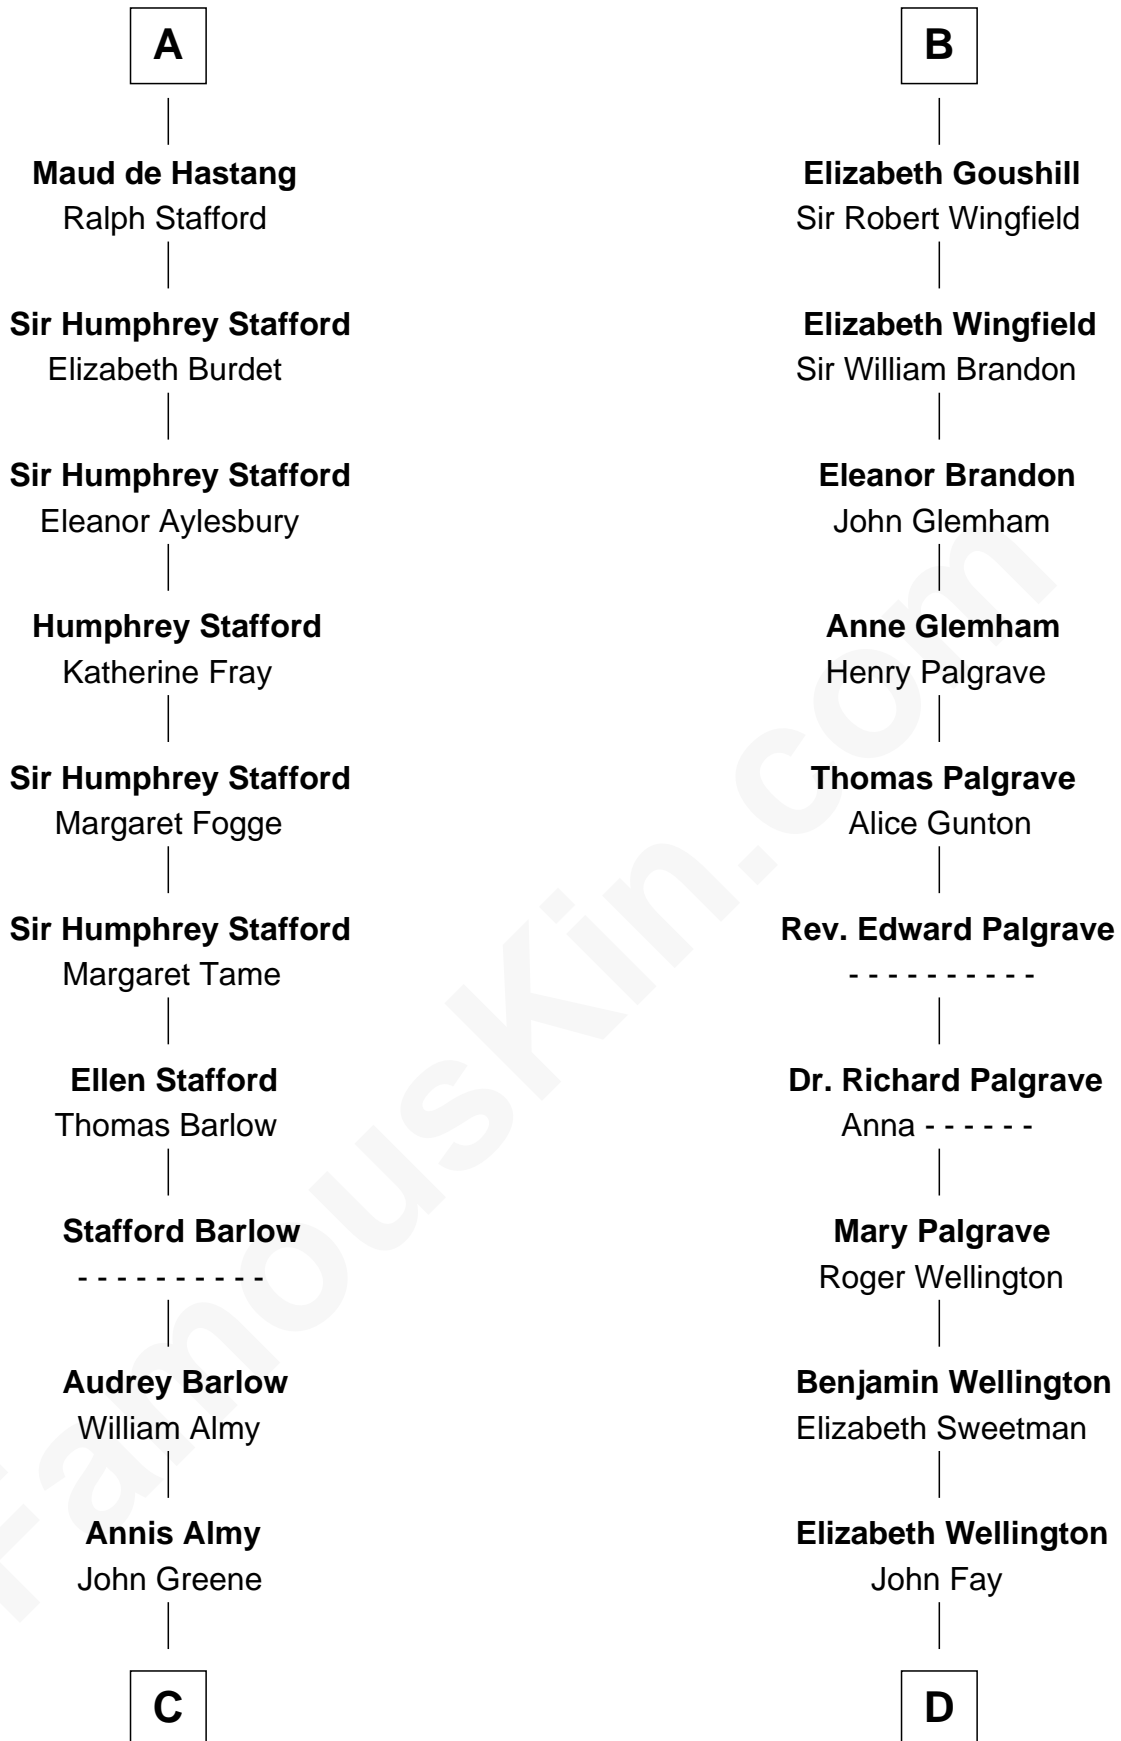 A
Maud de Hastang
Ralph Stafford
Sir Humphrey Stafford
Elizabeth Burdet
Sir Humphrey Stafford
Eleanor Aylesbury
Humphrey Stafford
Katherine Fray
Sir Humphrey Stafford
Margaret Fogge
Sir Humphrey Stafford
Margaret Tame
Ellen Stafford
Thomas Barlow
Stafford Barlow
- - - - - - - - - -
Audrey Barlow
William Almy
Annis Almy
John Greene
C
B
Elizabeth Goushill
Sir Robert Wingfield
Elizabeth Wingfield
Sir William Brandon
Eleanor Brandon
John Glemham
Anne Glemham
Henry Palgrave
Thomas Palgrave
Alice Gunton
Rev. Edward Palgrave
- - - - - - - - - -
Dr. Richard Palgrave
Anna - - - - - -
Mary Palgrave
Roger Wellington
Benjamin Wellington
Elizabeth Sweetman
Elizabeth Wellington
John Fay
D
FamousKin.com